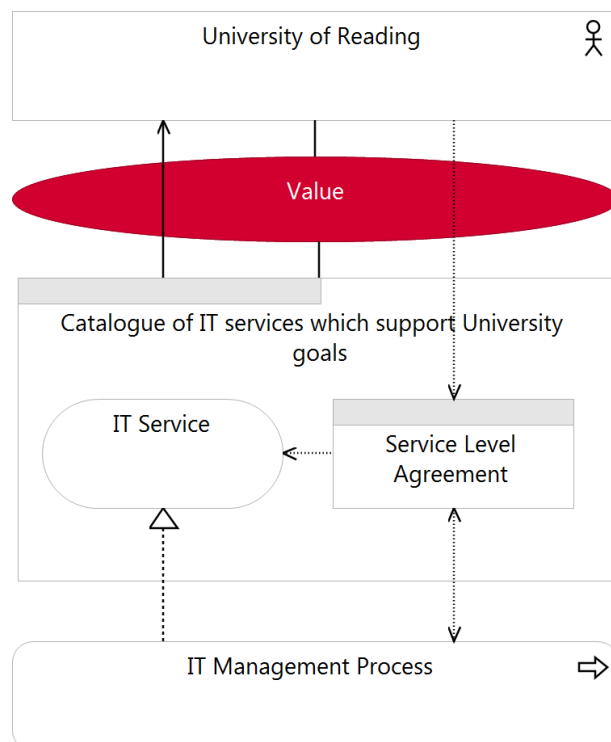 University of Reading
Value
Catalogue of IT services which support University
goals
IT Service
Service Level
Agreement
IT Management Process